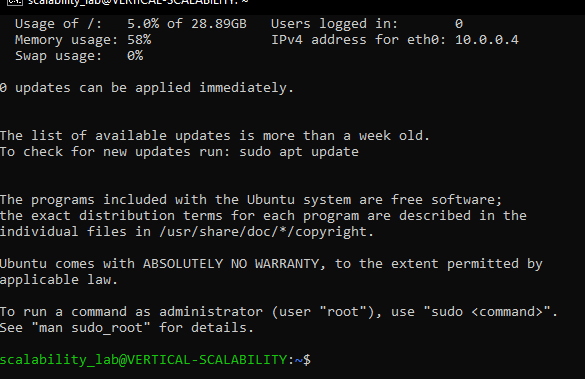 scalability_lab@VERTICAL-SCALABILITY: ~
Usage of /: 5.0% of 28.89GB Users logged in: 0
Memory usage: 58% IPv4 address for eth0: 10.0.0.4
Swap usage: 0%
0 updates can be applied immediately.
The list of available updates is more than a week old.
To check for new updates run: sudo apt update
The programs included with the Ubuntu system are free software;
the exact distribution terms for each program are described in the
individual files in /usr/share/doc/*/copyright.
Ubuntu comes with ABSOLUTELY NO WARRANTY, to the extent permitted by
applicable law.
To run a command as administrator (user "root"), use "sudo <command>".
See "man sudo_root" for details.
scalability_lab@VERTICAL-SCALABILITY:~$